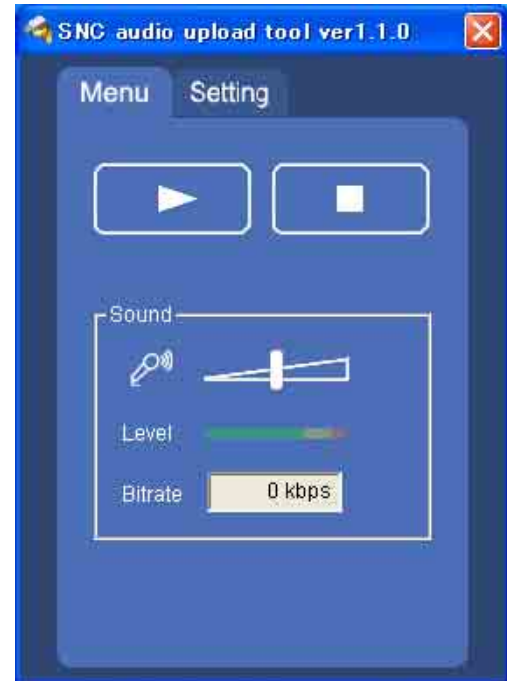 SNC audio upload tool ver1.1.0
Menu Setting
Sound
Level
Bitrate 0 kbps